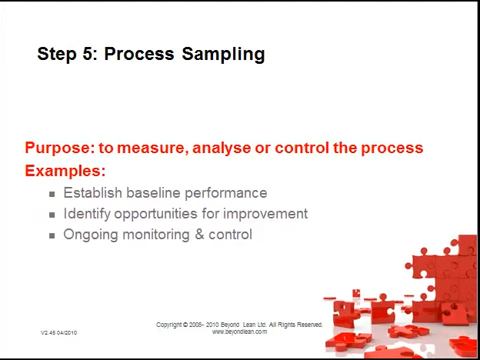 Step 5: Process Sampling
Purpose: to measure, analyse or control the process
Examples:
Establish baseline performance
Identify opportunities for improvement
Ongoing monitoring & control
V2.45 04/2010
Copyright © 2005- 2010 Beyond Lean Ltd. All Rights Reserved.
www.beyondlean.com